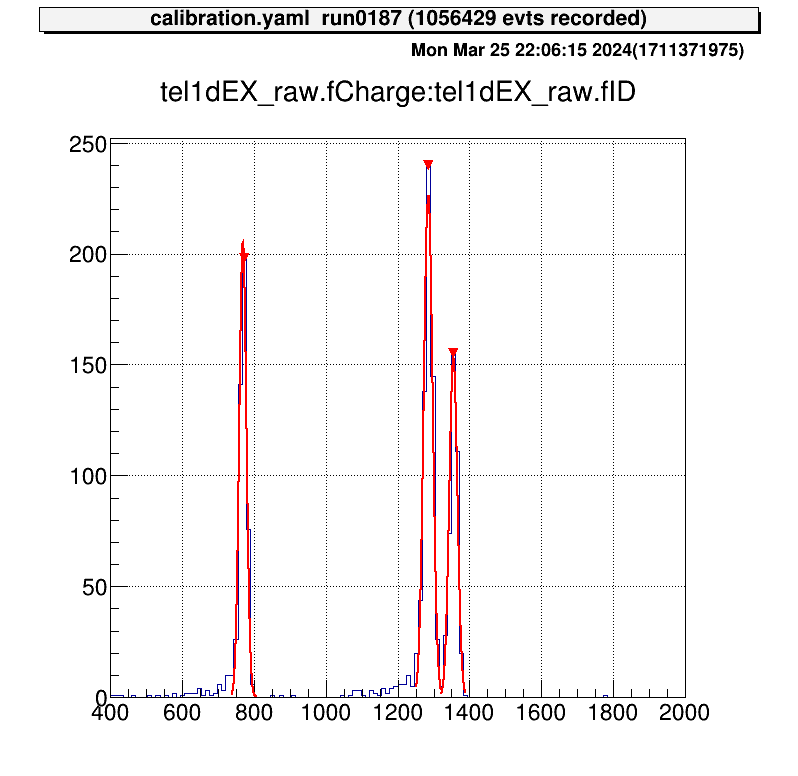 calibration.yaml run0187 (1056429 evts recorded)
Mon Mar 25 22:06:15 2024(1711371975)
tel1dEX_raw.fCharge:tel1dEX_raw.fID
250
200
150
100
50
0
400 600 800 1000 1200 1400 1600 1800 2000